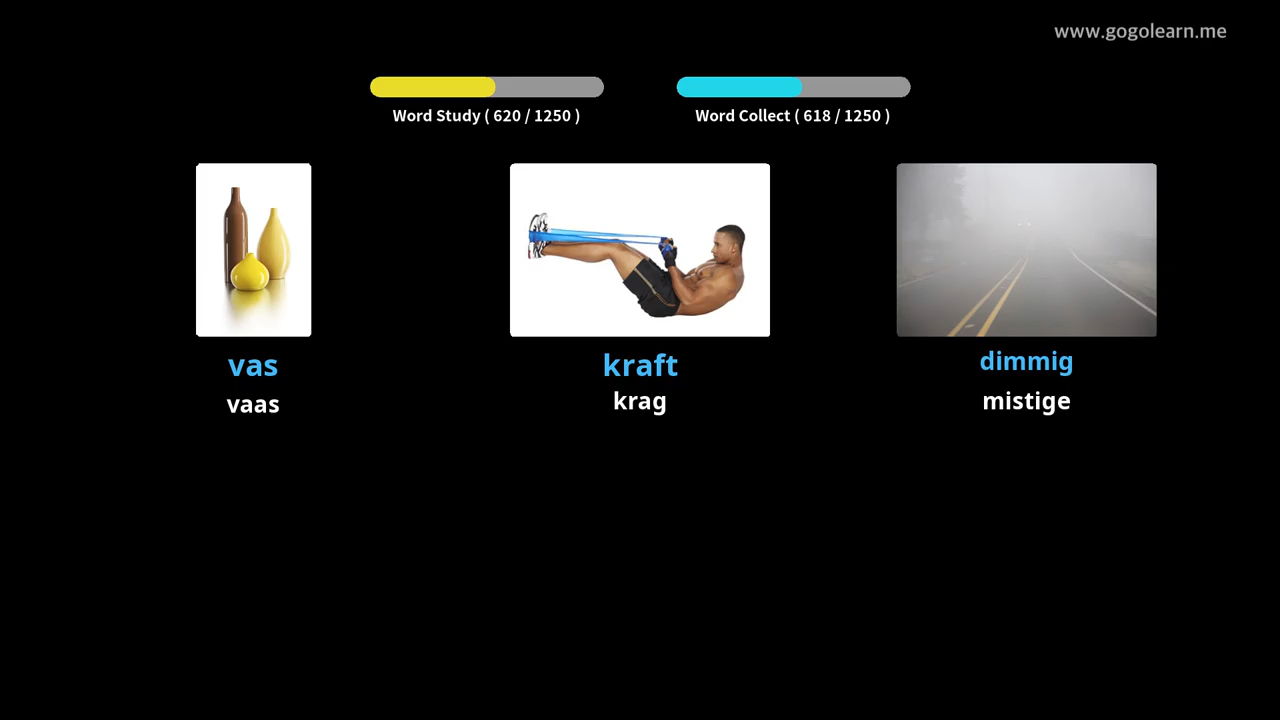 www.gogolearn.me
Word Study ( 620 / 1250 )
Word Collect ( 618 / 1250 )
vas
kraft
dimmig
vaas
krag
mistige